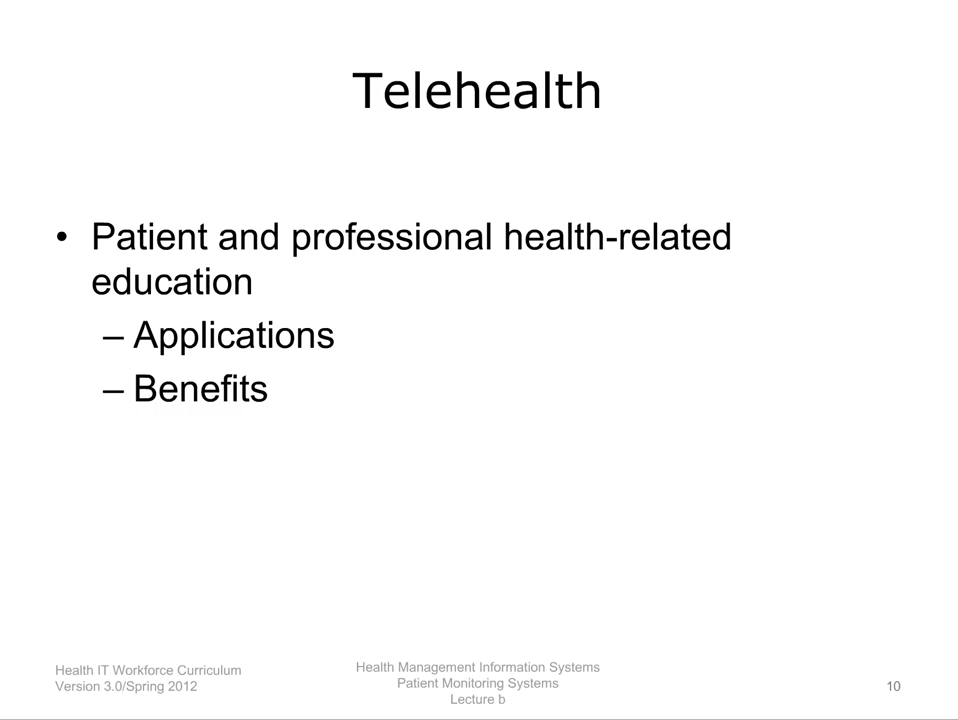 Telehealth
• Patient and professional health-related
education
– Applications
– Benefits
Health IT Workforce Curriculum
Version 3.0/Spring 2012
Health Management Information Systems
Patient Monitoring Systems
Lecture b
10